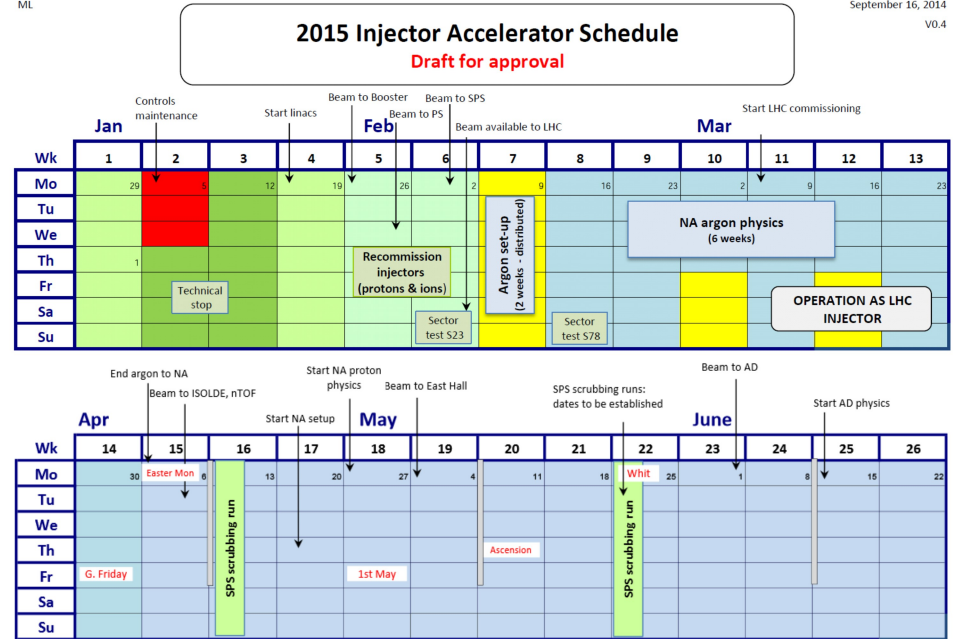 ML
September 16, 2014
V0.4
2015 Injector Accelerator Schedule
Draft for approval
Controls
maintenance
Start linacs
Beam to Booster
Beam to PS
Beam to SPS
Beam available to LHC
Start LHC commissioning
Jan
Feb
Mar
Wk 1 2 3 4 5 6 7 8 9 10 11 12 13
Mo 29 5 12 19 26 2 9 16 23 2 9 16 23
Tu
We
Th 1
Fr
Sa
Su
Technical
stop
Recommission
injectors
(protons & ions)
Sector
test S23
Argon set-up
(2 weeks - distributed)
Sector
test S78
NA argon physics
(6 weeks)
OPERATION AS LHC
INJECTOR
End argon to NA
Beam to ISOLDE, nTOF
Start NA setup
Start NA proton
physics
Beam to East Hall
SPS scrubbing runs:
dates to be established
Beam to AD
Start AD physics
Apr
May
June
Wk 14 15 16 17 18 19 20 21 22 23 24 25 26
Mo 30 Easter Mon 6 13 20 27 4 11 18 Whit 25 1 8 15 22
Tu
We
Th Ascension
Fr G. Friday 1st May
Sa
Su
SPS scrubbing run
SPS scrubbing run